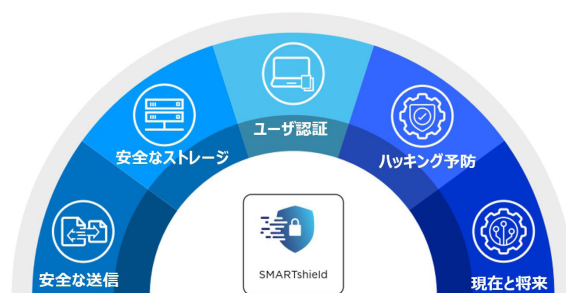 安全な送信
安全なストレージ
ユーザ認証
ハッキング予防
現在と将来
SMARTshield